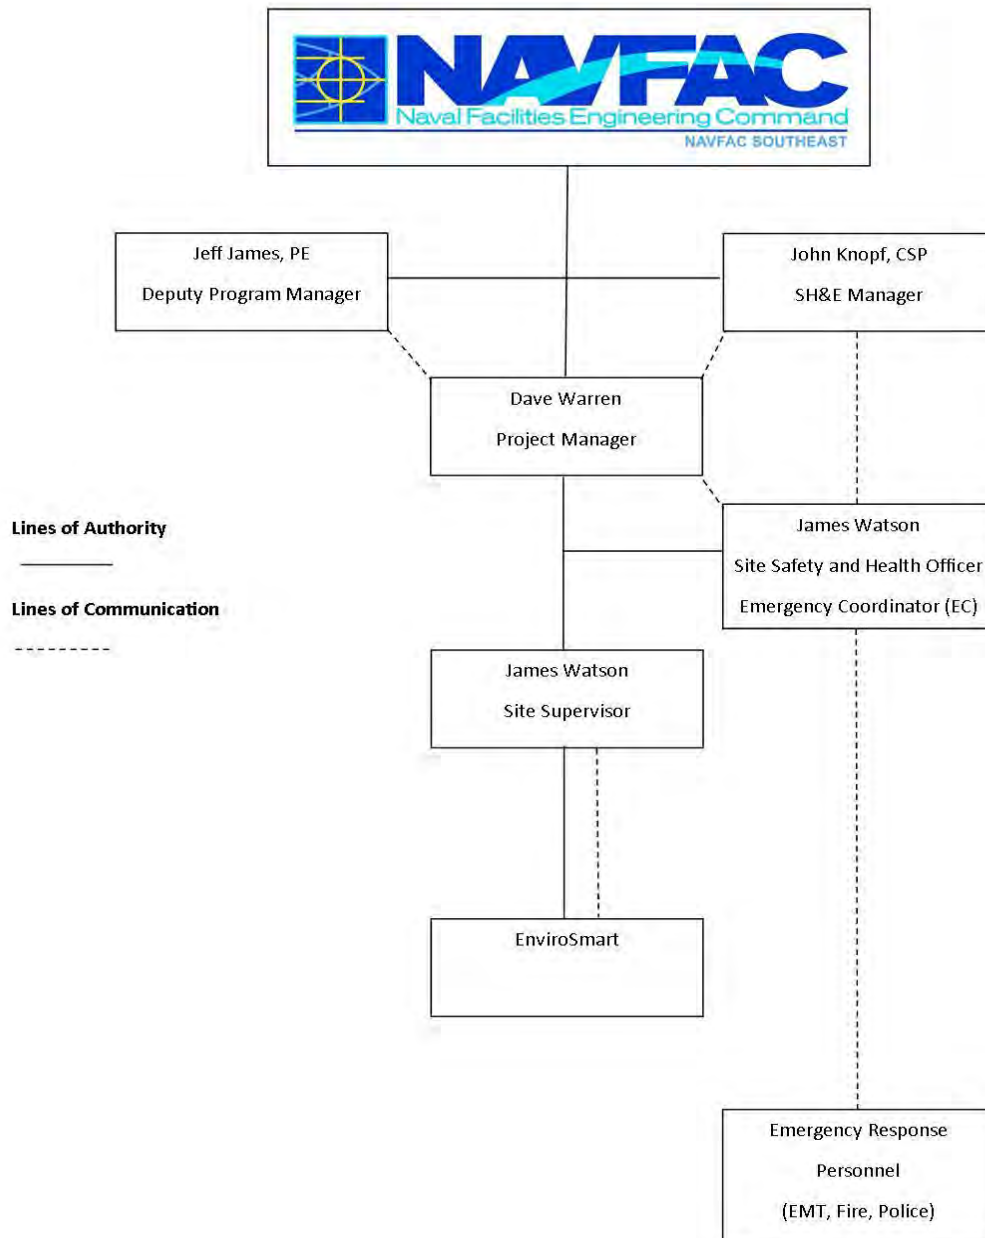 NAVFAC
Naval Facilities Engineering Command
NAVFAC SOUTHEAST
Jeff James, PE
Deputy Program Manager
John Knopf, CSP
SH&E Manager
Dave Warren
Project Manager
Lines of Authority
Lines of Communication
James Watson
Site Safety and Health Officer
Emergency Coordinator (EC)
James Watson
Site Supervisor
EnviroSmart
Emergency Response
Personnel
(EMT, Fire, Police)